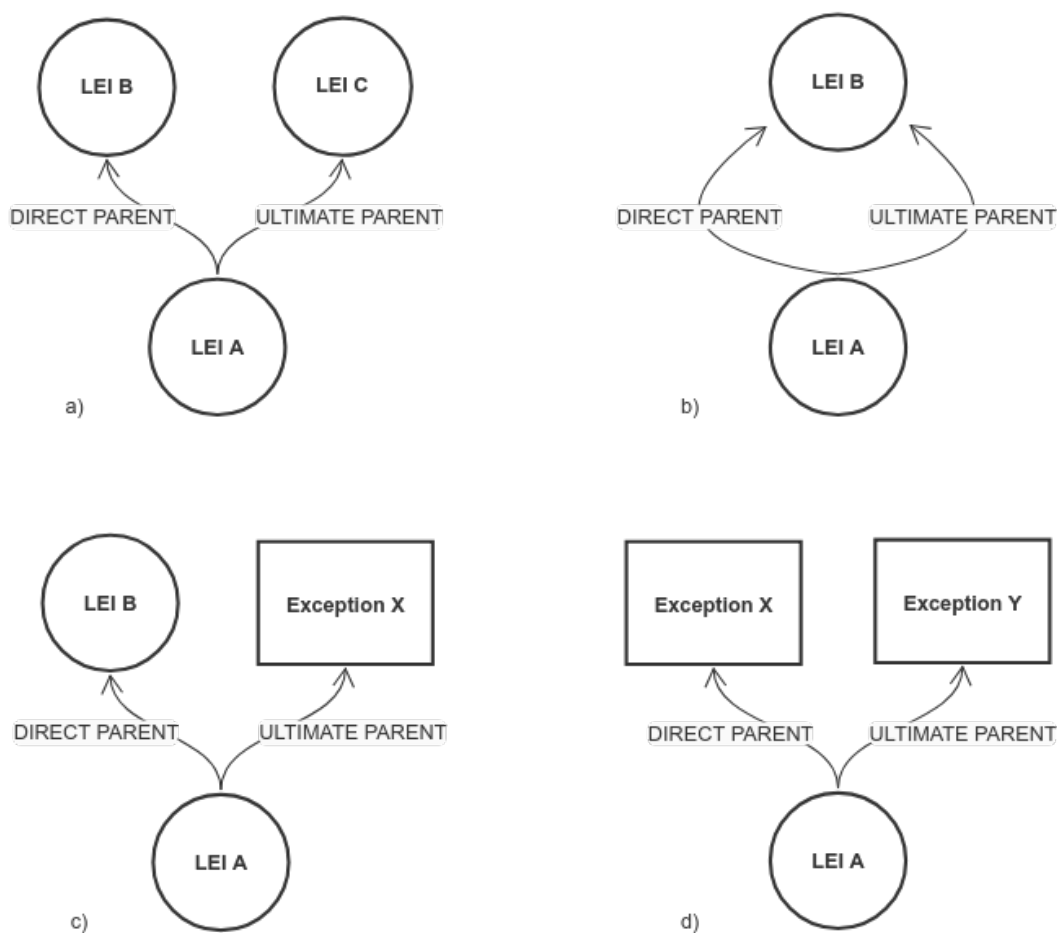 LEI B
LEI C
DIRECT PARENT
ULTIMATE PARENT
LEI A
a)
LEI B
DIRECT PARENT
ULTIMATE PARENT
LEI A
b)
LEI B
Exception X
DIRECT PARENT
ULTIMATE PARENT
LEI A
c)
Exception X
Exception Y
DIRECT PARENT
ULTIMATE PARENT
LEI A
d)